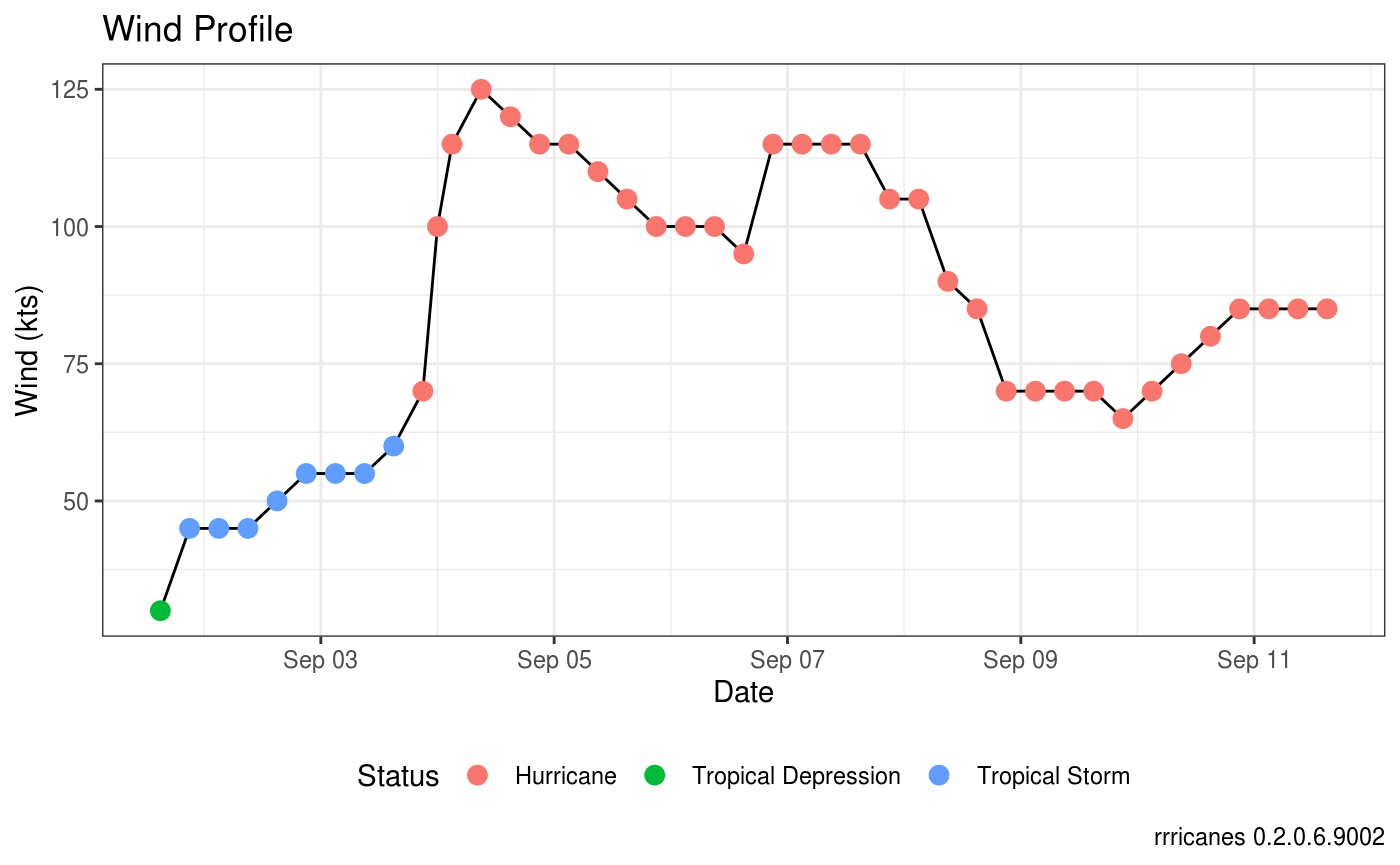 Wind Profile
125
100
75
50
Wind (kts)
Sep 03 Sep 05 Sep 07 Sep 09 Sep 11
Date
Status Hurricane Tropical Depression Tropical Storm
rrricanes 0.2.0.6.9002